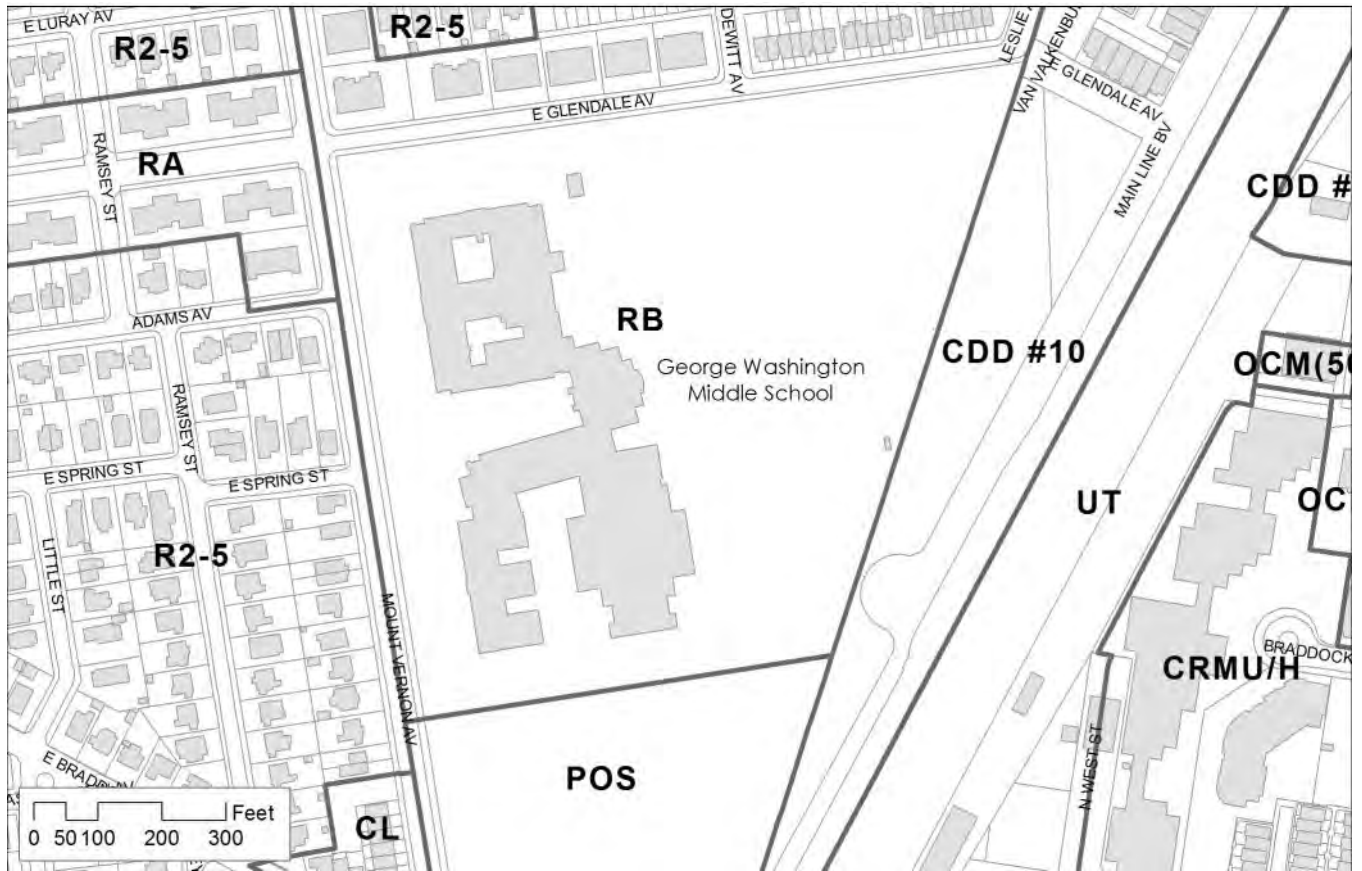 E LURAY AV
R2-5
R2-5
DEWITT AV
VAN VALKENBU
E GLENDALE AV
E GLENDALE AV
MAIN LINE BV
RAMSEY ST
RA
CDD #
ADAMS AV
RB
George Washington
Middle School
CDD #10
OCM(50
RAMSEY ST
E SPRING ST
E SPRING ST
UT
OC
LITTLE ST
R2-5
MOUNT VERNON AV
BRADDOCK
CRMU/H
N WEST ST
POS
CL
Feet
0 50 100 200 300